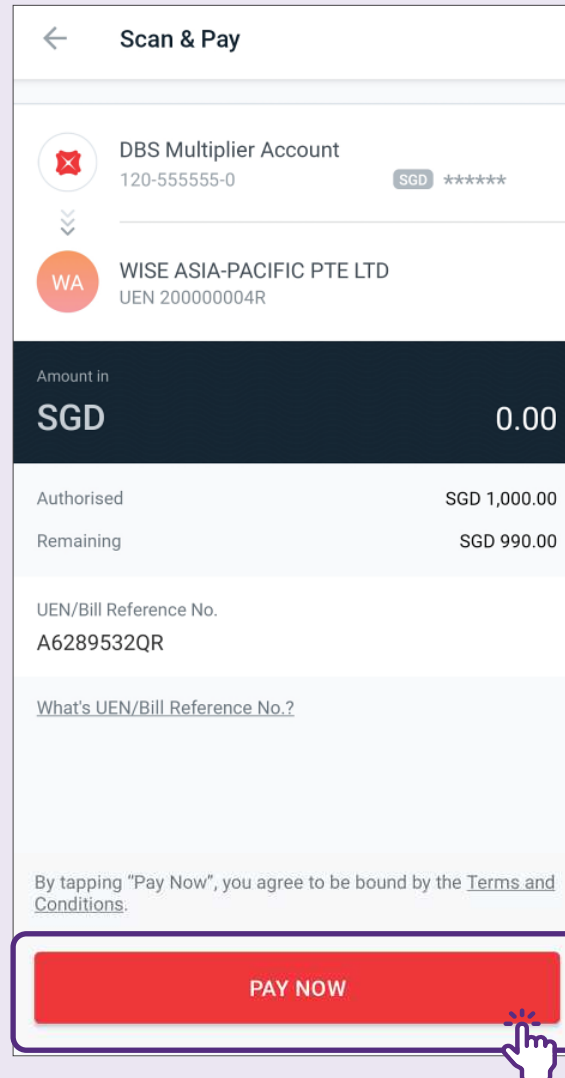 Scan & Pay
DBS Multiplier Account
120-555555-0 SGD ******
WA
WISE ASIA-PACIFIC PTE LTD
UEN 200000004R
Amount in
SGD 0.00
Authorised SGD 1,000.00
Remaining SGD 990.00
UEN/Bill Reference No.
A6289532QR
What's UEN/Bill Reference No.?
By tapping “Pay Now”, you agree to be bound by the Terms and
Conditions.
PAY NOW